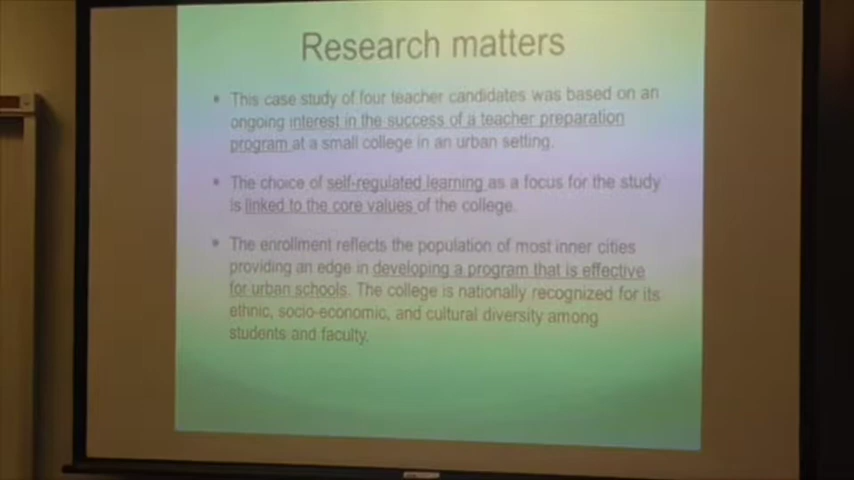 Research matters
• This case study of four teacher candidates was based on an
ongoing interest in the success of a teacher preparation
program at a small college in an urban setting.
• The choice of self-regulated learning as a focus for the study
is linked to the core values of the college.
• The enrollment reflects the population of most inner cities
providing an edge in developing a program that is effective
for urban schools. The college is nationally recognized for its
ethnic, socio-economic, and cultural diversity among
students and faculty.